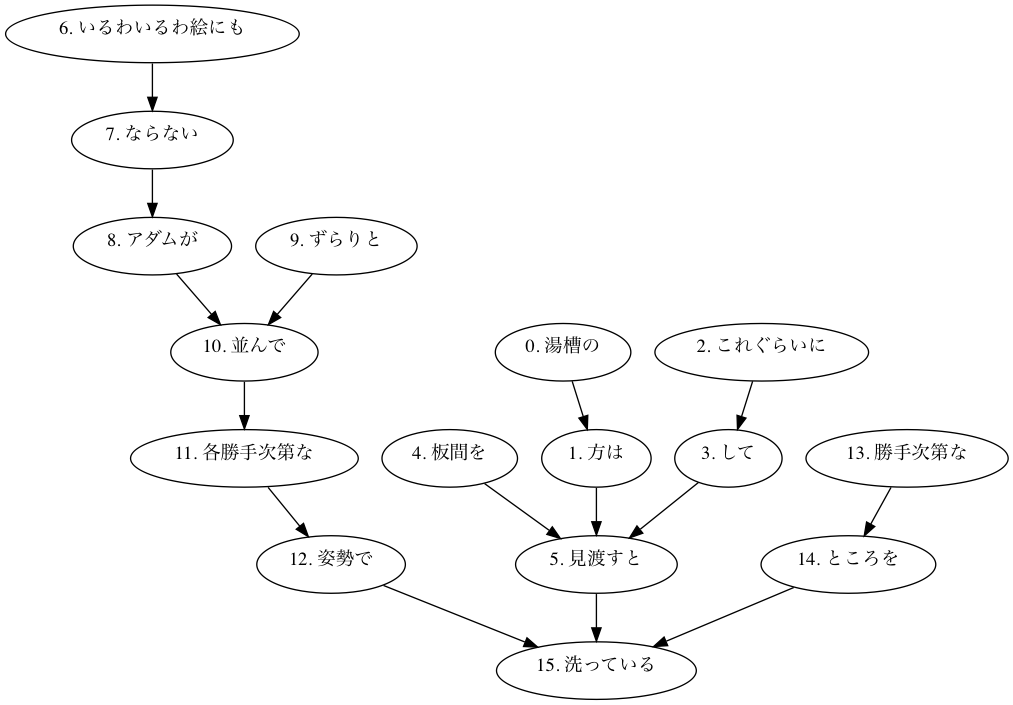 6. いるわいるわ絵にも
7. ならない
8. アダムが
9. ずらりと
10. 並んで
0. 湯槽の
2. これぐらいに
11. 各勝手次第な
4. 板間を
1. 方は
3. して
13. 勝手次第な
12. 姿勢で
5. 見渡すと
14. ところを
15. 洗っている